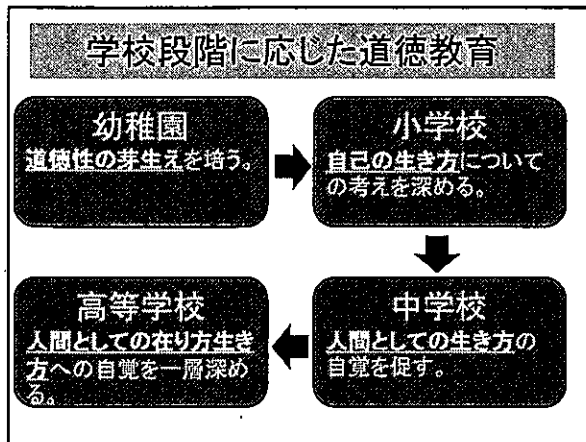 学校段階に応じた道徳教育
幼稚園
道徳性の芽生えを培う。
小学校
自己の生き方について
の考えを深める。
中学校
人間としての生き方の
自覚を促す。
高等学校
人間としての在り方生き
方への自覚を一層深め
る。